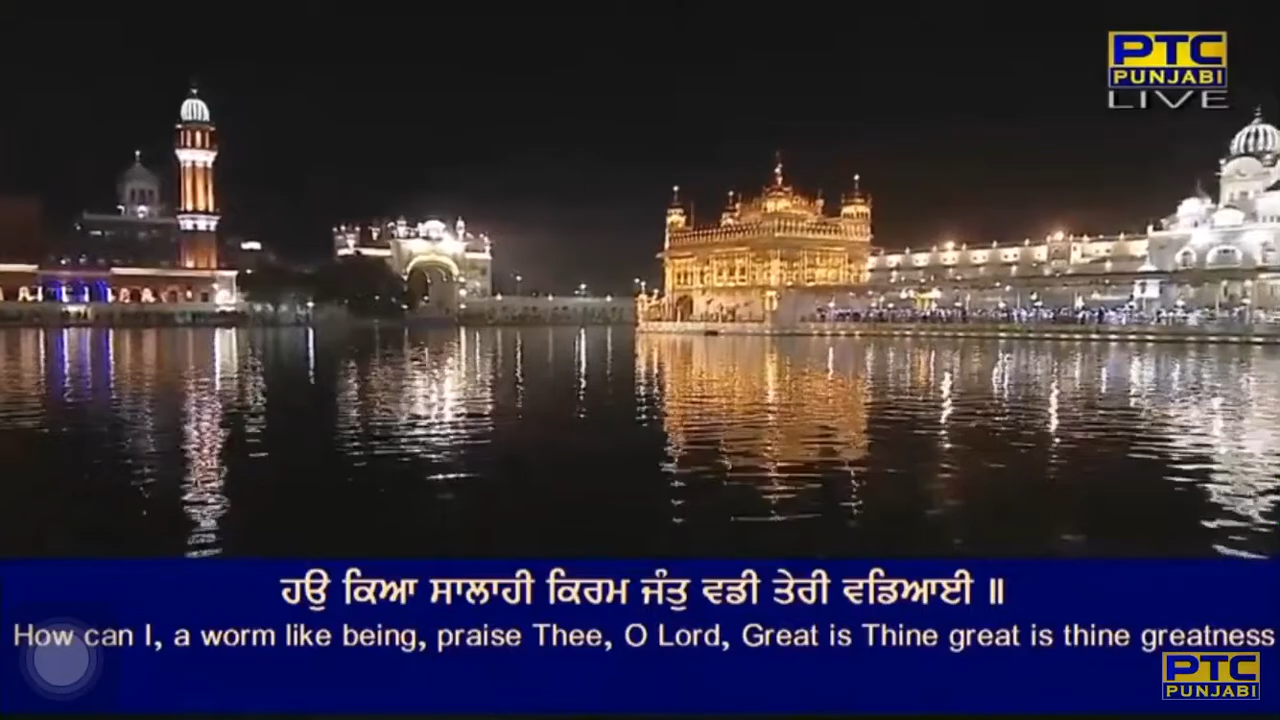 PTC
PUNJABI
LIVE
ਹਉ ਕਿਆ ਸਾਲਾਹੀ ਕਿਰਮ ਜੰਤੁ ਵਡੀ ਤੇਰੀ ਵਡਿਆਈ ॥
How can I, a worm like being, praise Thee, O Lord, Great is Thine great is thine greatness
PTC
PUNJABI